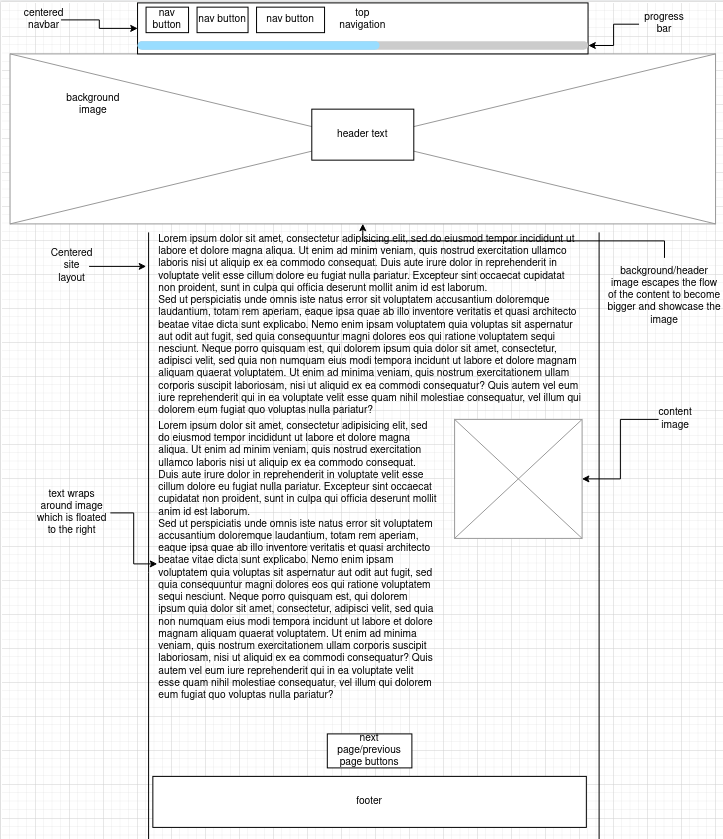 centered
navbar
nav
button
nav button
nav button
top
navigation
progress
bar
background
image
header text
Centered
site
layout
Lorem ipsum dolor sit amet, consectetur adipisicing elit, sed do eiusmod tempor incididunt ut
labore et dolore magna aliqua. Ut enim ad minim veniam, quis nostrud exercitation ullamco
laboris nisi ut aliquip ex ea commodo consequat. Duis aute irure dolor in reprehenderit in
voluptate velit esse cillum dolore eu fugiat nulla pariatur. Excepteur sint occaecat cupidatat
non proident, sunt in culpa qui officia deserunt mollit anim id est laborum.
Sed ut perspiciatis unde omnis iste natus error sit voluptatem accusantium doloremque
laudantium, totam rem aperiam, eaque ipsa quae ab illo inventore veritatis et quasi architecto
beatae vitae dicta sunt explicabo. Nemo enim ipsam voluptatem quia voluptas sit aspernatur
aut odit aut fugit, sed quia consequuntur magni dolores eos qui ratione voluptatem sequi
nesciunt. Neque porro quisquam est, qui dolorem ipsum quia dolor sit amet, consectetur,
adipisci velit, sed quia non numquam eius modi tempora incidunt ut labore et dolore magnam
aliquam quaerat voluptatem. Ut enim ad minima veniam, quis nostrum exercitationem ullam
corporis suscipit laboriosam, nisi ut aliquid ex ea commodi consequatur? Quis autem vel eum
iure reprehenderit qui in ea voluptate velit esse quam nihil molestiae consequatur, vel illum qui
dolorem eum fugiat quo voluptas nulla pariatur?
background/header
image escapes the flow
of the content to become
bigger and showcase the
image
Lorem ipsum dolor sit amet, consectetur adipisicing elit, sed
do eiusmod tempor incididunt ut labore et dolore magna
aliqua. Ut enim ad minim veniam, quis nostrud exercitation
ullamco laboris nisi ut aliquip ex ea commodo consequat.
Duis aute irure dolor in reprehenderit in voluptate velit esse
cillum dolore eu fugiat nulla pariatur. Excepteur sint occaecat
cupidatat non proident, sunt in culpa qui officia deserunt mollit
anim id est laborum.
Sed ut perspiciatis unde omnis iste natus error sit voluptatem
accusantium doloremque laudantium, totam rem aperiam,
eaque ipsa quae ab illo inventore veritatis et quasi architecto
beatae vitae dicta sunt explicabo. Nemo enim ipsam
voluptatem quia voluptas sit aspernatur aut odit aut fugit, sed
quia consequuntur magni dolores eos qui ratione voluptatem
sequi nesciunt. Neque porro quisquam est, qui dolorem
ipsum quia dolor sit amet, consectetur, adipisci velit, sed quia
non numquam eius modi tempora incidunt ut labore et dolore
magnam aliquam quaerat voluptatem. Ut enim ad minima
veniam, quis nostrum exercitationem ullam corporis suscipit
laboriosam, nisi ut aliquid ex ea commodi consequatur? Quis
autem vel eum iure reprehenderit qui in ea voluptate velit
esse quam nihil molestiae consequatur, vel illum qui dolorem
eum fugiat quo voluptas nulla pariatur?
content
image
text wraps
around image
which is floated
to the right
next
page/previous
page buttons
footer